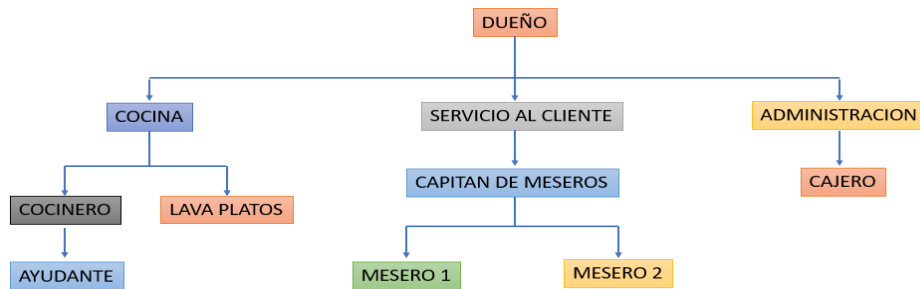 DUEÑO
COCINA
SERVICIO AL CLIENTE
ADMINISTRACION
CAPITAN DE MESEROS
CAJERO
COCINERO
LAVA PLATOS
AYUDANTE
MESERO 1
MESERO 2